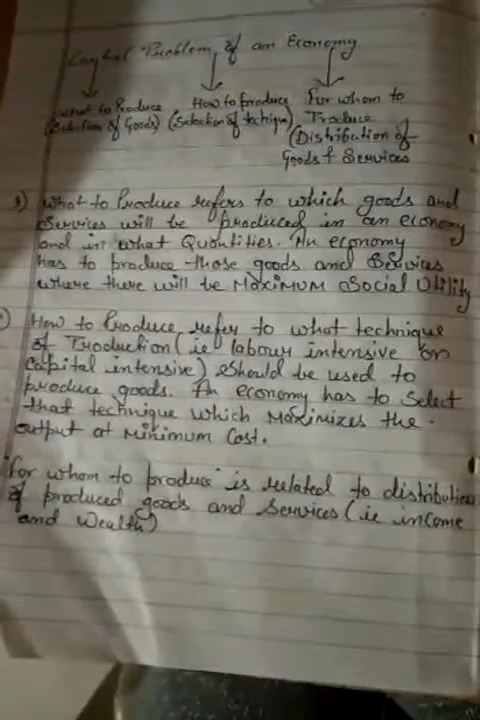 Central Problem of an Economy
What to Produce
(Selection of Goods)
How to Produce
(Selection of techique)
For whom to
Produce
(Distribution of
Goods & Services
1) What to Produce refers to which goods and
Services will be produced in an economy
and in what Quantities. An economy
has to produce those goods and Services
where there will be Maximum Social Utility
How to Produce refer to what technique
of Production (ie labour intensive or
Capital intensive) should be used to
produce goods. An economy has to select
that technique which Maximizes the
output at Minimum Cost.
"For whom to produce" is related to distribution
of produced goods and Services (ie income
and Wealth)